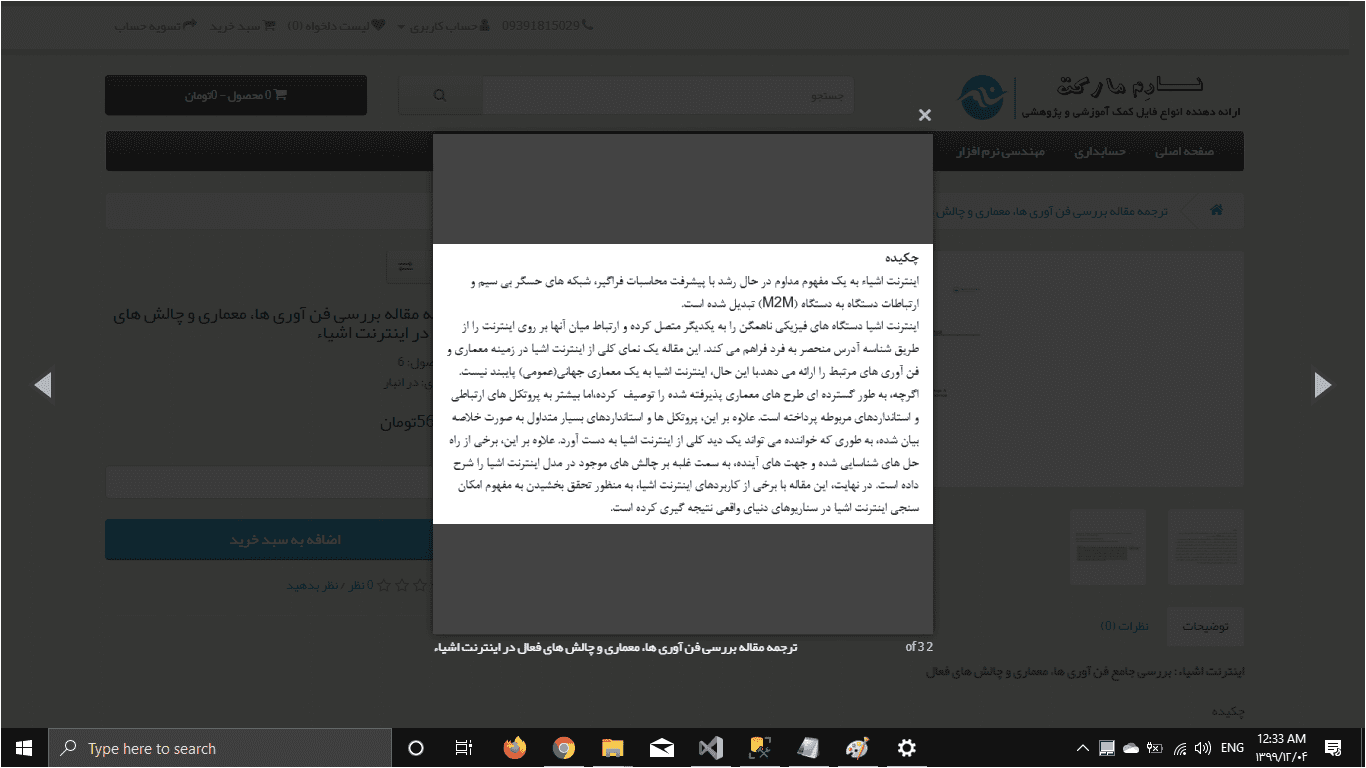 09391815029
حساب کاربری
لیست دلخواه (0)
سبد خرید
تسویه حساب
نـــارِم مارکت
ارائه دهنده انواع فایل کمک آموزشی و پژوهشی
جستجو
0 محصول – 0تومان
صفحه اصلی
حسابداری
مهندسی نرم افزار
ترجمه مقاله بررسی فن آوری ها، معماری و چالش
مقاله بررسی فن آوری ها، معماری و چالش های
در اینترنت اشیاء
6
در انبار
56تومان
اضافه به سبد خرید
0 نظر / نظر بدهید
×
چکیده
اینترنت اشیاء به یک مفهوم مداوم در حال رشد با پیشرفت محاسبات فراگیر، شبکه های حسگر بی سیم و
ارتباطات دستگاه به دستگاه (M2M) تبدیل شده است.
اینترنت اشیا دستگاه های فیزیکی ناهمگن را به یکدیگر متصل کرده و ارتباط میان آنها بر روی اینترنت را از
طریق شناسه آدرس منحصر به فرد فراهم می کند. این مقاله یک نمای کلی از اینترنت اشیا در زمینه معماری و
فن آوری های مرتبط را ارائه می دهد.با این حال، اینترنت اشیا به یک معماری جهانی(عمومی) پایبند نیست.
اگرچه، به طور گسترده ای طرح های معماری پذیرفته شده را توصیف کرده،اما بیشتر به پروتکل های ارتباطی
و استانداردهای مربوطه پرداخته است. علاوه بر این، پروتکل ها و استانداردهای بسیار متداول به صورت خلاصه
بیان شده، به طوری که خواننده می تواند یک دید کلی از اینترنت اشیا به دست آورد. علاوه بر این، برخی از راه
حل های شناسایی شده و جهت های آینده، به سمت غلبه بر چالش های موجود در مدل اینترنت اشیا را شرح
داده است. در نهایت، این مقاله با برخی از کاربردهای اینترنت اشیا، به منظور تحقق بخشیدن به مفهوم امکان
سنجی اینترنت اشیا در سناریوهای دنیای واقعی نتیجه گیری کرده است.
ترجمه مقاله بررسی فن آوری ها، معماری و چالش های فعال در اینترنت اشیاء
of 3 2
توضیحات
نظرات (0)
اینترنت اشیاء : بررسی جامع فن آوری ها، معماری و چالش های فعال
چکیده
Type here to search
ENG
12:33 AM
۱۳۹۹/۱۲/۰۴